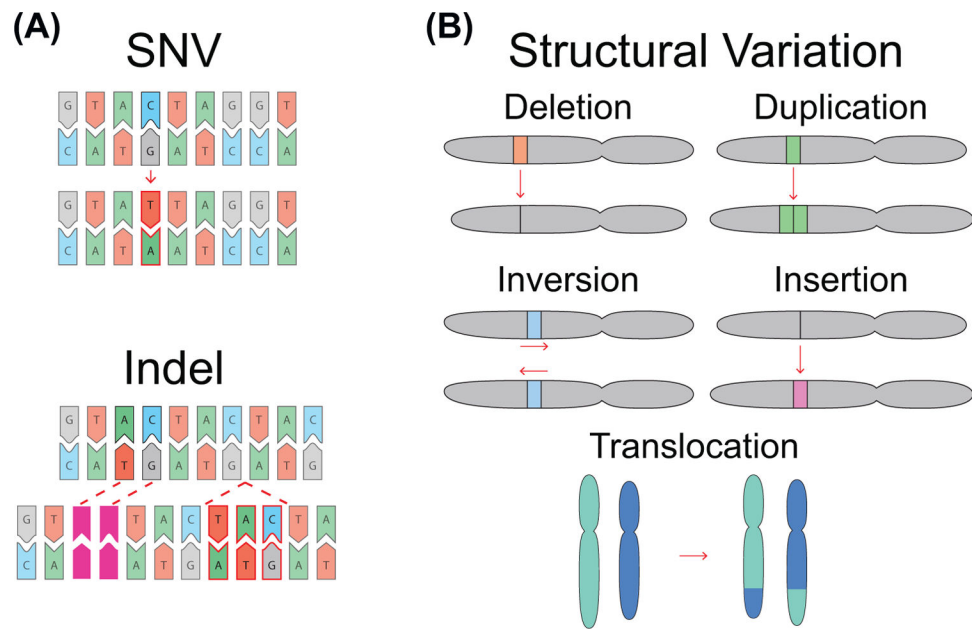 (A)
SNV
G T A C T A G G T
C A T G A T C C A
G T A T T A G G T
C A T A A T C C A
Indel
G T A C T A C T A C
C A T G A T G A T G
G T T A C T A C T A
C A A T G A T G A T
(B)
Structural Variation
Deletion
Duplication
Inversion
Insertion
Translocation